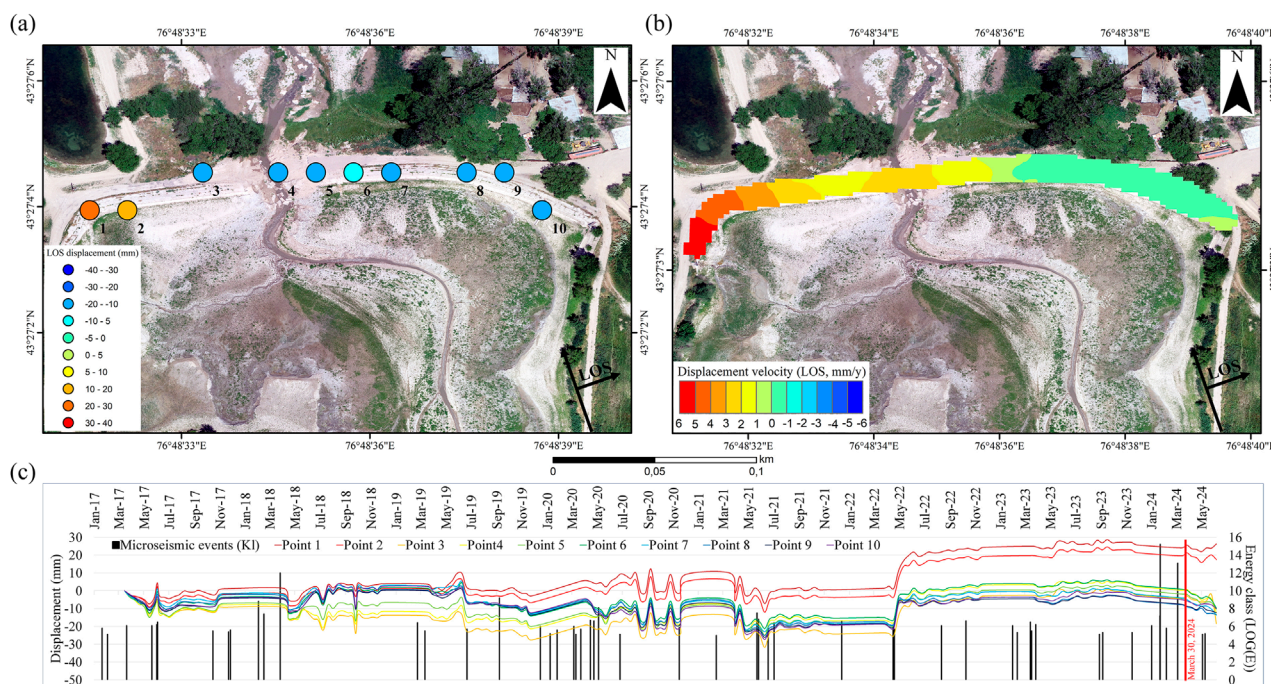 (a)
76°48'33"E
76°48'36"E
76°48'39"E
43°27'6"N
43°27'4"N
43°27'2"N
N
1
2
3
4
5
6
7
8
9
10
LOS displacement (mm)
-40 - -30
-30 - -20
-20 - -10
-10 - 5
-5 - 0
0 - 5
5 - 10
10 - 20
20 - 30
30 - 40
LOS
(b)
76°48'32"E
76°48'34"E
76°48'36"E
76°48'38"E
76°48'40"E
43°27'6"N
43°27'4"N
43°27'3"N
43°27'2"N
N
Displacement velocity (LOS, mm/y)
6 5 4 3 2 1 0 -1 -2 -3 -4 -5 -6
LOS
76°48'33"E
76°48'36"E
76°48'39"E
76°48'32"E
76°48'34"E
76°48'36"E
76°48'38"E
76°48'40"E
km
0 0,05 0,1
(c)
Jan-17 Mar-17 May-17 Jul-17 Sep-17 Nov-17 Jan-18 Mar-18 May-18 Jul-18 Sep-18 Nov-18 Jan-19 Mar-19 May-19 Jul-19 Sep-19 Nov-19 Jan-20 Mar-20 May-20 Jul-20 Sep-20 Nov-20 Jan-21 Mar-21 May-21 Jul-21 Sep-21 Nov-21 Jan-22 Mar-22 May-22 Jul-22 Sep-22 Nov-22 Jan-23 Mar-23 May-23 Jul-23 Sep-23 Nov-23 Jan-24 Mar-24 May-24
Microseismic events (Kl) Point 1 Point 2 Point 3 Point4 Point 5 Point 6 Point 7 Point 8 Point 9 Point 10
Displacement (mm)
30
20
10
0
-10
-20
-30
-40
-50
16
14
12
10
8
6
4
2
0
Energy class (LOG(E))
March 30, 2024